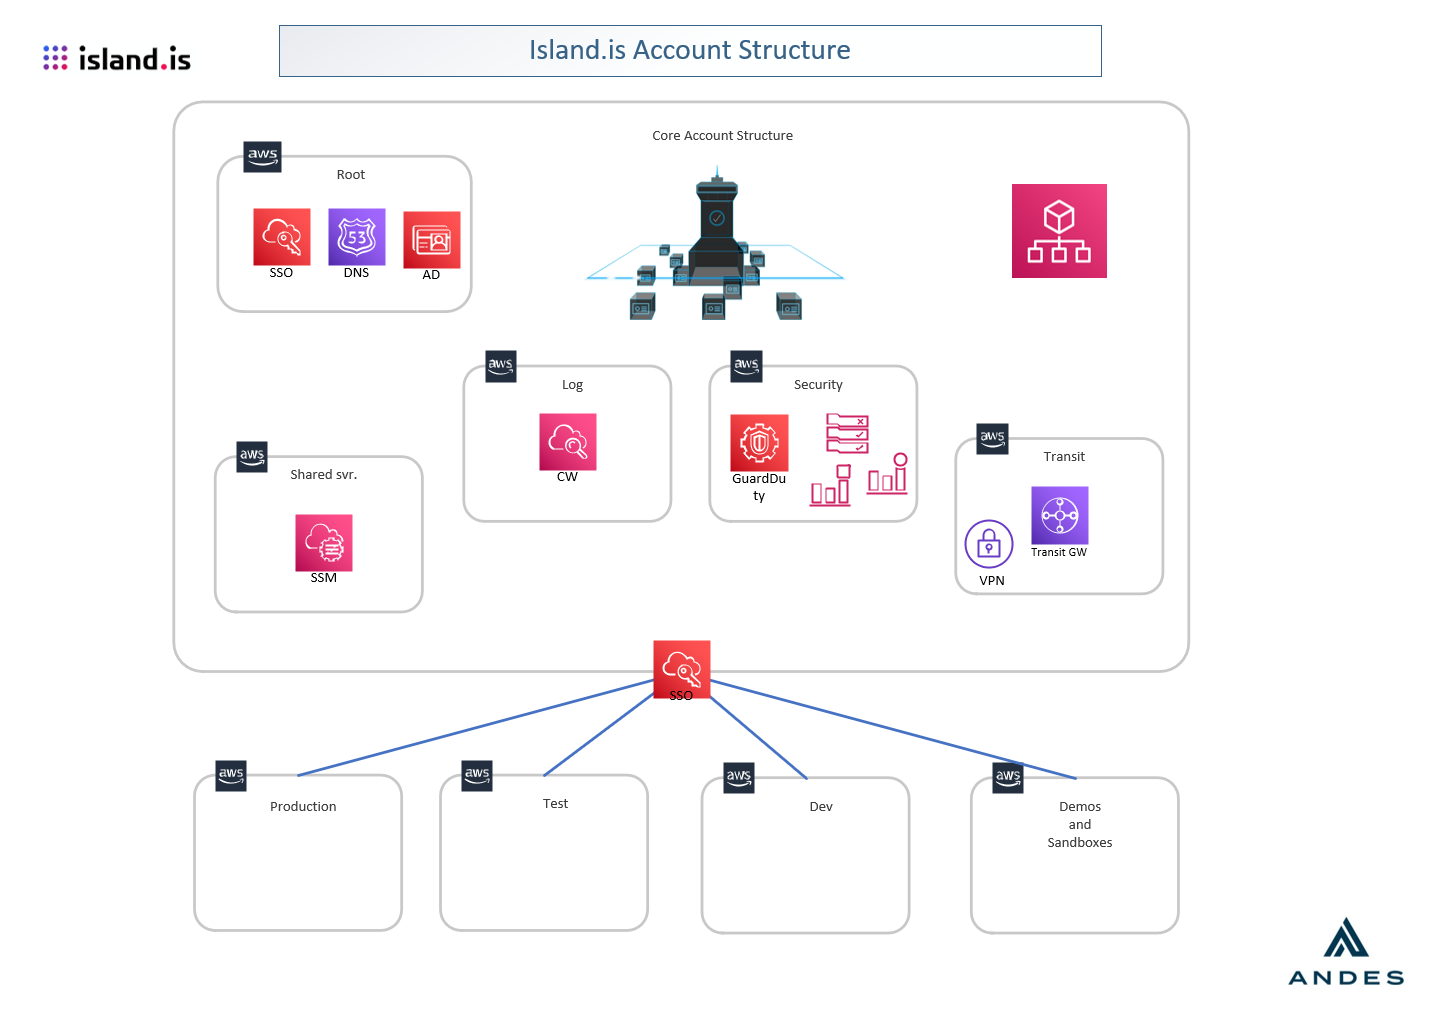 island.is
Island.is Account Structure
Core Account Structure
aws
Root
SSO
53
DNS
AD
aws
Log
CW
aws
Security
GuardDu
ty
aws
Shared svr.
SSM
aws
Transit
Transit GW
VPN
SSO
aws
Production
aws
Test
aws
Dev
aws
Demos
and
Sandboxes
ANDES